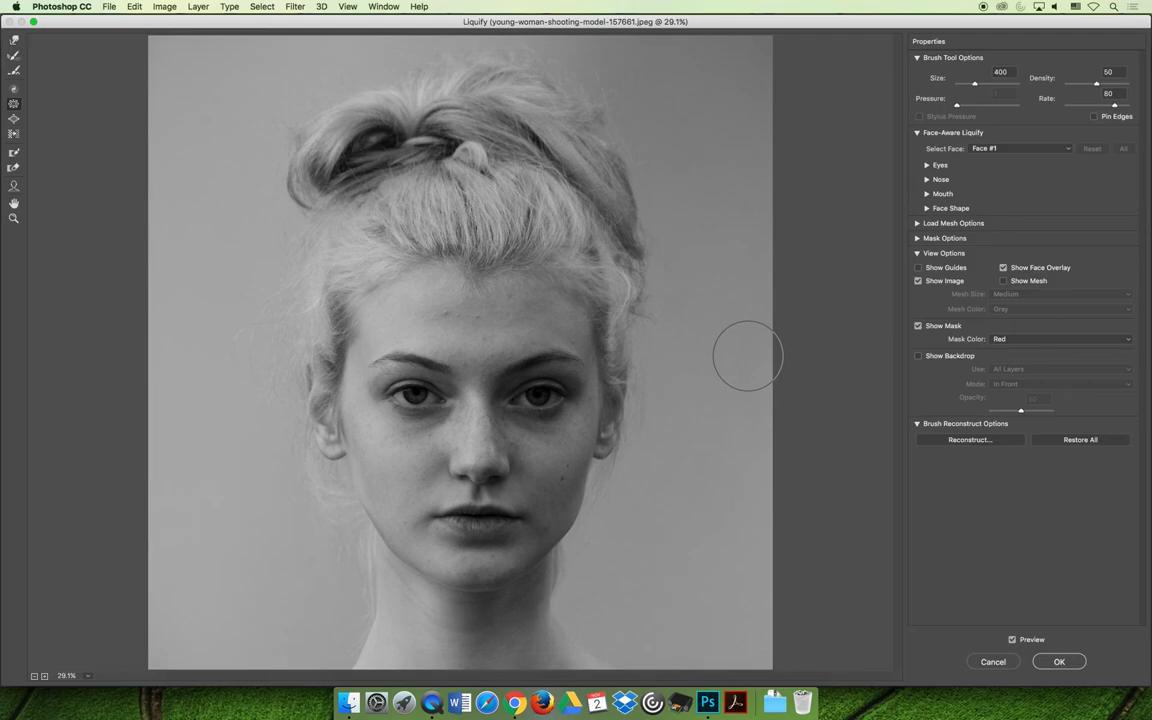 Photoshop CC File Edit Image Layer Type Select Filter 3D View Window Help
Liquify (young-woman-shooting-model-157661.jpeg @ 29.1%)
Properties
Brush Tool Options
Size: 400 Density: 50
Pressure: 1 Rate: 80
Stylus Pressure Pin Edges
Face-Aware Liquify
Select Face: Face #1 Reset All
Eyes
Nose
Mouth
Face Shape
Load Mesh Options
Mask Options
View Options
Show Guides Show Face Overlay
Show Image Show Mesh
Mesh Size: Medium
Mesh Color: Gray
Show Mask
Mask Color: Red
Show Backdrop
Use: All Layers
Mode: In Front
Opacity:
Brush Reconstruct Options
Reconstruct... Restore All
Preview
Cancel OK
29.1%
W NOV 2 Ps